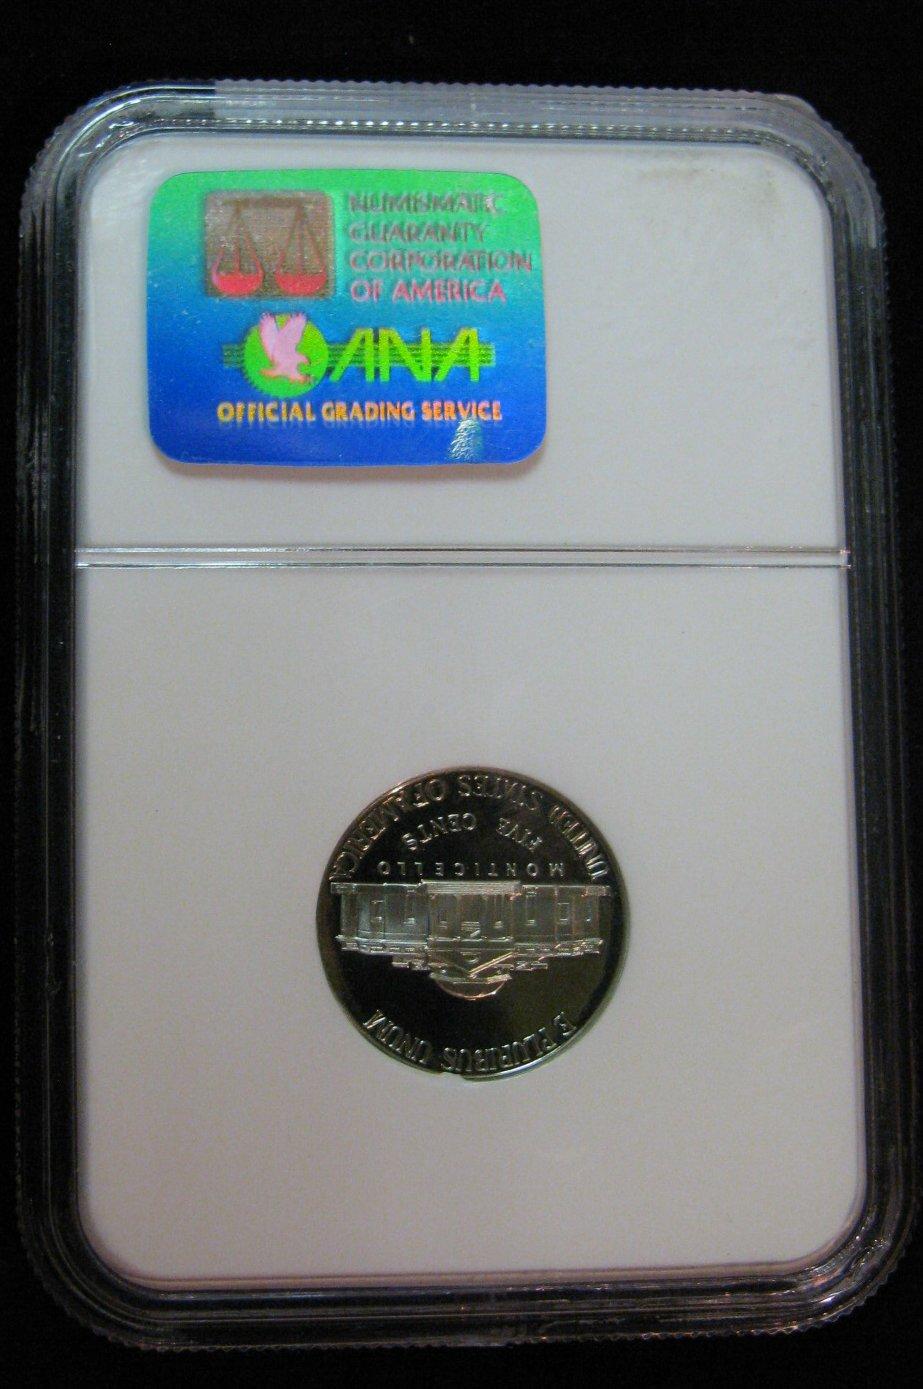 NUMISMATIC
GUARANTY
CORPORATION
OF AMERICA
ANA
OFFICIAL GRADING SERVICE
UNITED STATES OF AMERICA
FIVE CENTS
MONTICELLO
E PLURIBUS UNUM